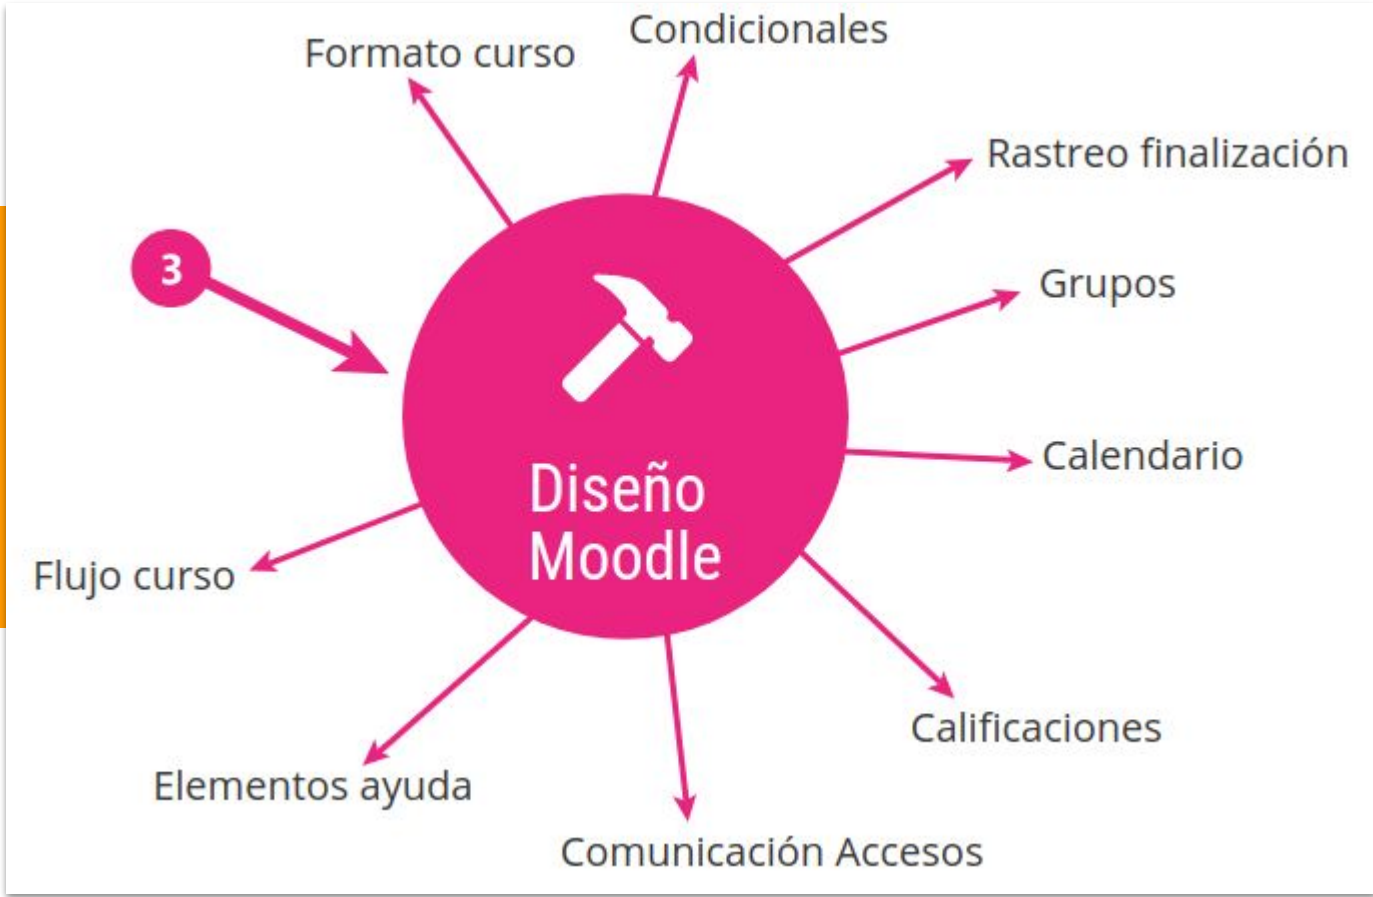 Formato curso
Condicionales
Rastreo finalización
3
Grupos
Diseño
Moodle
Calendario
Flujo curso
Calificaciones
Elementos ayuda
Comunicación Accesos